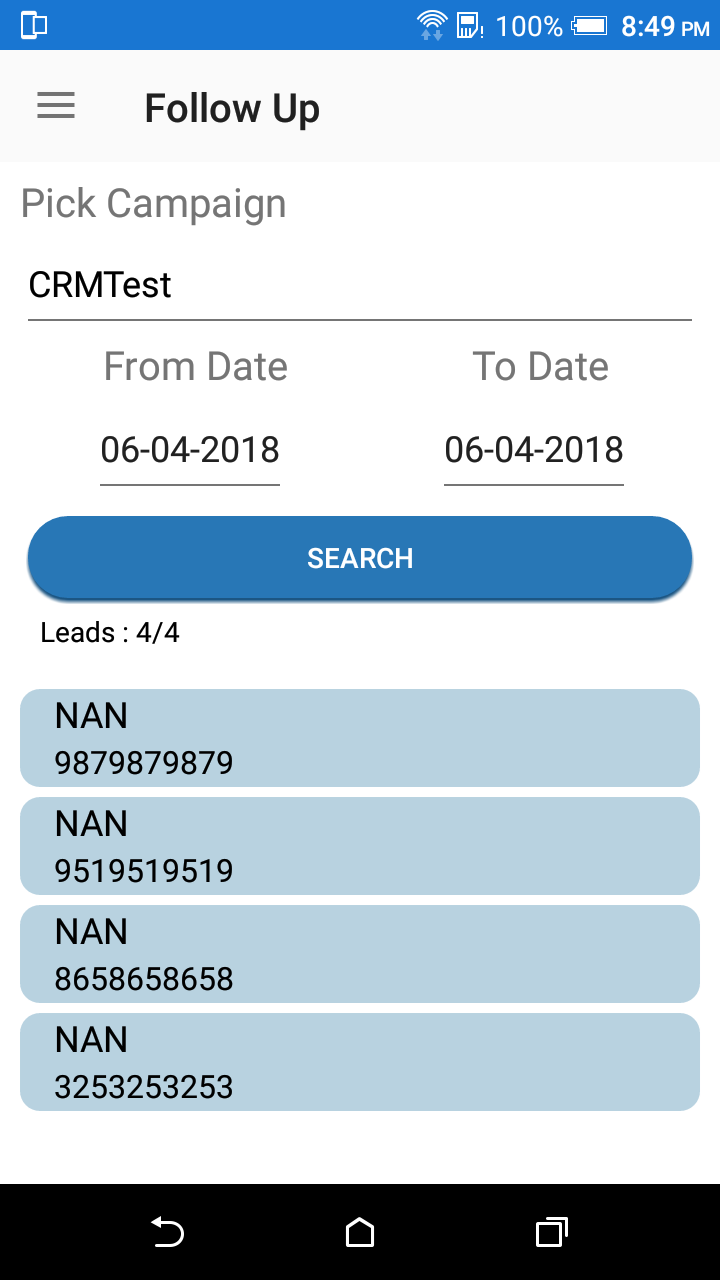 100% 8:49 PM
Follow Up
Pick Campaign
CRMTest
From Date To Date
06-04-2018 06-04-2018
SEARCH
Leads : 4/4
NAN
9879879879
NAN
9519519519
NAN
8658658658
NAN
3253253253